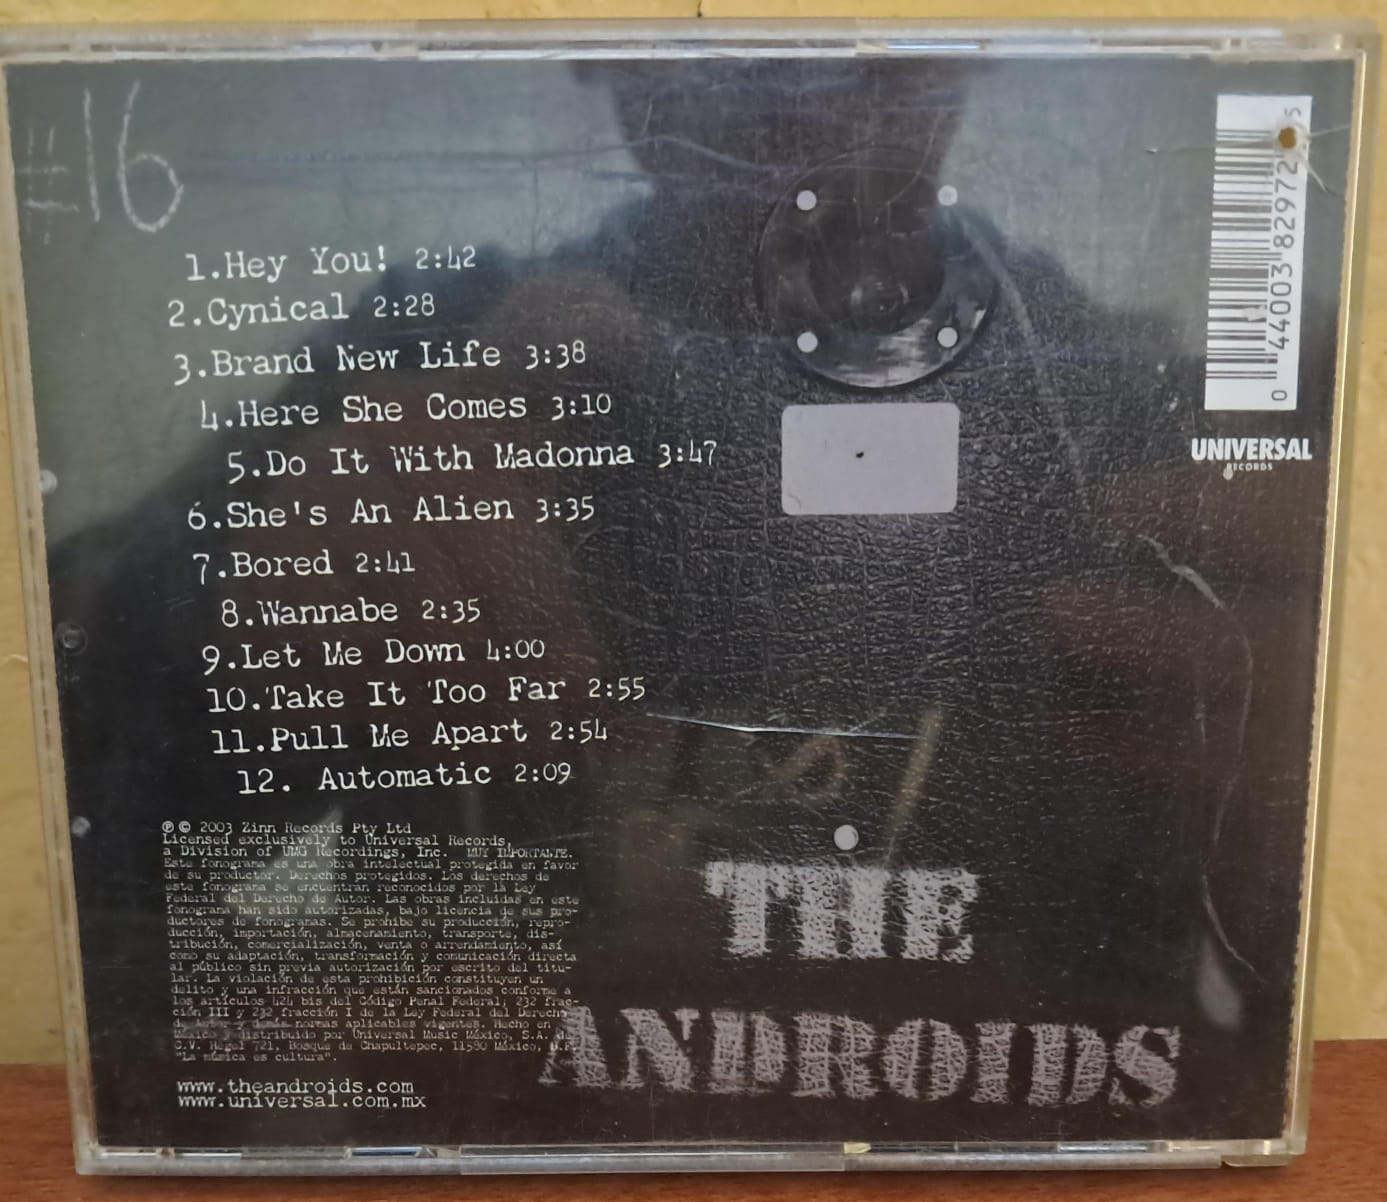 #16
1.Hey You! 2:42
2.Cynical 2:28
3.Brand New Life 3:38
4.Here She Comes 3:10
5.Do It With Madonna 3:47
6.She's An Alien 3:35
7.Bored 2:41
8.Wannabe 2:35
9.Let Me Down 4:00
10.Take It Too Far 2:55
11.Pull Me Apart 2:54
12. Automatic 2:09
℗ © 2003 Zinn Records Pty Ltd
Licensed exclusively to Universal Records,
a Division of UMG Recordings, Inc. MUY IMPORTANTE.
Este fonograma es una obra intelectual protegida en favor
de su productor. Derechos protegidos. Los derechos de
este fonograma se encuentran reconocidos por la Ley
Federal del Derecho de Autor. Las obras incluidas en este
fonograma han sido autorizadas, bajo licencia de sus pro-
ductores de fonogramas. Se prohibe su producción, repro-
ducción, importación, almacenamiento, transporte, dis-
tribución, comercialización, venta o arrendamiento, así
como su adaptación, transformación y comunicación directa
al público sin previa autorización por escrito del titu-
lar. La violación de esta prohibición constituyen un
delito y una infracción que están sancionados conforme a
los artículos 424 bis del Código Penal Federal; 232 frac-
ción III y 232 fracción I de la Ley Federal del Derecho
de Autor y demás normas aplicables vigentes. Hecho en
México y distribuido por Universal Music México, S.A. de
C.V. Hegel 721, Bosque de Chapultepec, 11580 México, D.F.
"La música es cultura".
www.theandroids.com
www.universal.com.mx
0 44003 82972 5
UNIVERSAL
RECORDS
THE
ANDROIDS